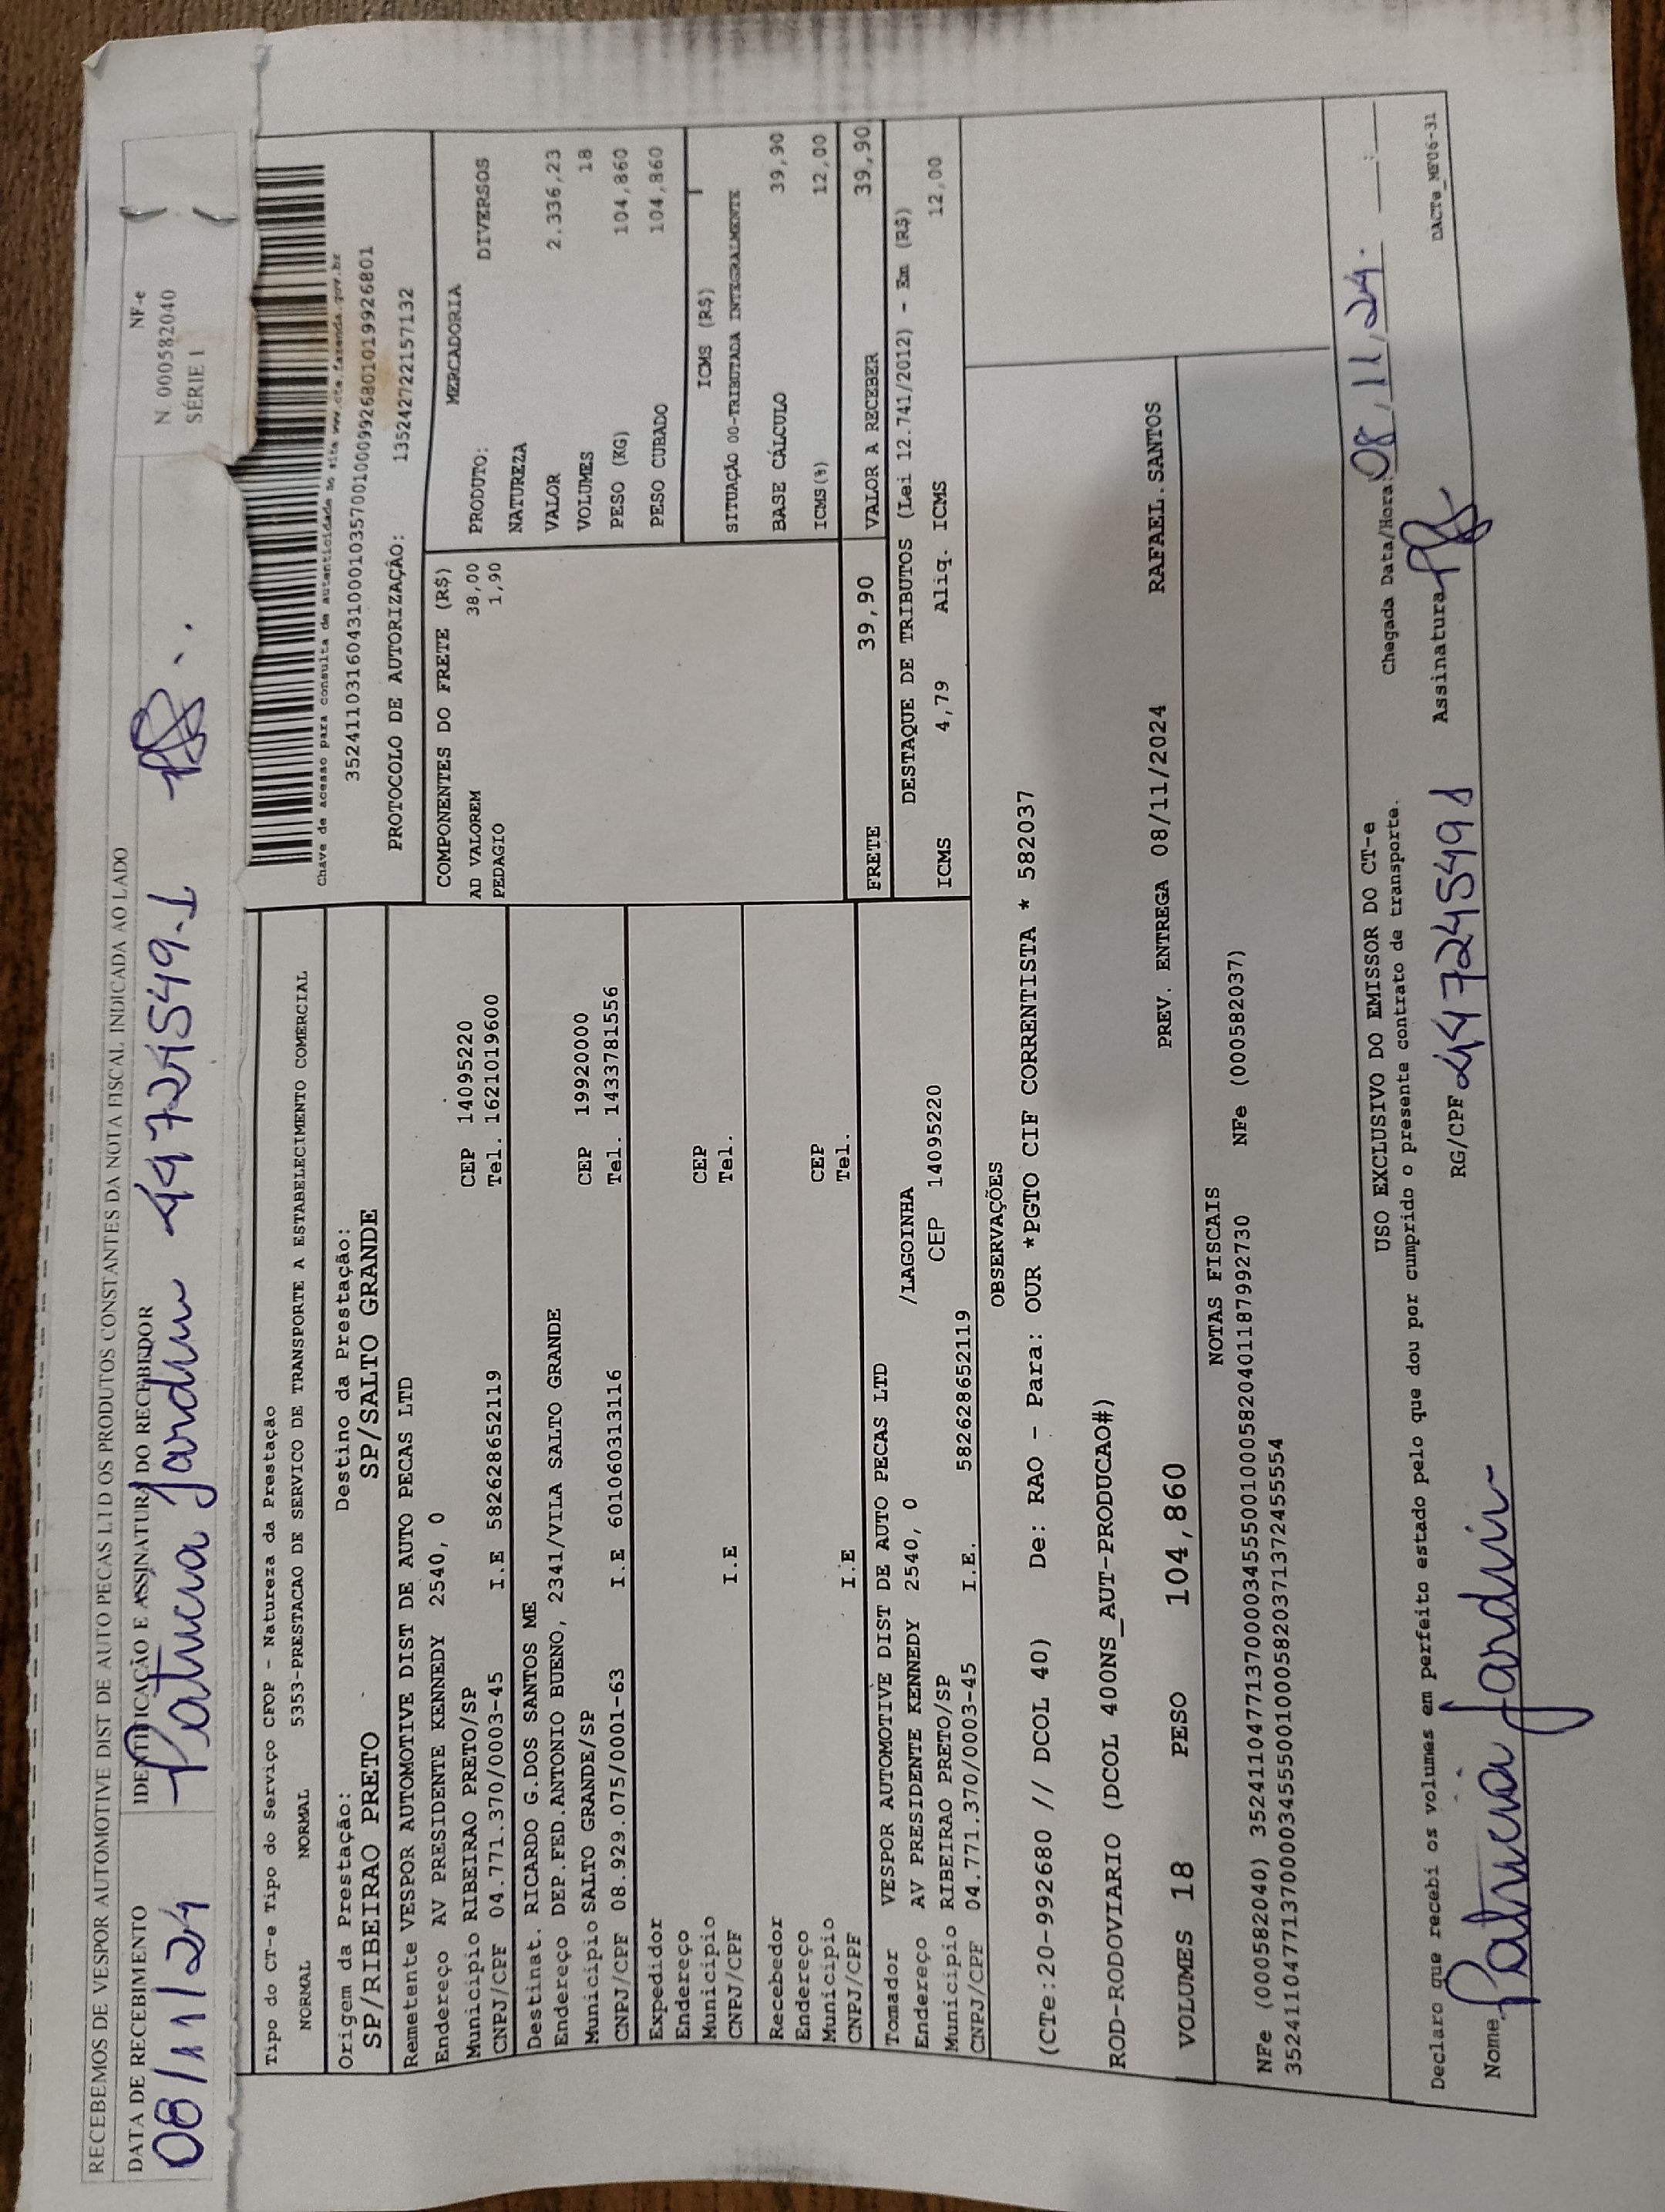 RECEBEMOS DE VESPOR AUTOMOTIVE DIST DE AUTO PECAS LTD OS PRODUTOS CONSTANTES DA NOTA FISCAL INDICADA AO LADO
DATA DE RECEBIMENTO
08/11/24
IDENTIFICAÇÃO E ASSINATURA DO RECEBEDOR
Patricia Jardim 44724549-1
NF-e
N. 000582040
SÉRIE 1
Tipo do CT-e Tipo do Serviço CFOP - Natureza da Prestação
NORMAL NORMAL 5353-PRESTACAO DE SERVICO DE TRANSPORTE A ESTABELECIMENTO COMERCIAL
Origem da Prestação: Destino da Prestação:
SP/RIBEIRAO PRETO SP/SALTO GRANDE
Chave de acesso para consulta de autenticidade no site www.cte.fazenda.gov.br
35241103160431000103570010009926801019926801
PROTOCOLO DE AUTORIZAÇÃO: 135242722157132
Remetante VESPOR AUTOMOTIVE DIST DE AUTO PECAS LTD
Endereço AV PRESIDENTE KENNEDY 2540, 0
Município RIBEIRAO PRETO/SP CEP 14095220
CNPJ/CPF 04.771.370/0003-45 I.E 582628652119 Tel. 1621019600
Destinat. RICARDO G.DOS SANTOS ME
Endereço DEP.FED.ANTONIO BUENO, 2341/VILA SALTO GRANDE
Município SALTO GRANDE/SP CEP 19920000
CNPJ/CPF 08.929.075/0001-63 I.E 601060313116 Tel. 1433781556
Expedidor
Endereço
Município CEP
CNPJ/CPF I.E Tel.
Recebedor
Endereço
Município CEP
CNPJ/CPF I.E Tel.
Tomador VESPOR AUTOMOTIVE DIST DE AUTO PECAS LTD
Endereço AV PRESIDENTE KENNEDY 2540, 0 /LAGOINHA
Município RIBEIRAO PRETO/SP CEP 14095220
CNPJ/CPF 04.771.370/0003-45 I.E. 582628652119
COMPONENTES DO FRETE (R$)
AD VALOREM 38,00
PEDAGIO 1,90
MERCADORIA
PRODUTO: DIVERSOS
NATUREZA
VALOR 2.336,23
VOLUMES 18
PESO (KG) 104,860
PESO CUBADO 104,860
ICMS (R$)
SITUAÇÃO 00-TRIBUTADA INTEGRALMENTE
BASE CÁLCULO 39,90
ICMS(%) 12,00
FRETE 39,90 VALOR A RECEBER 39,90
DESTAQUE DE TRIBUTOS (Lei 12.741/2012) - Em (R$)
ICMS 4,79 Aliq. ICMS 12,00
OBSERVAÇÕES
(CTe:20-992680 // DCOL 40) De: RAO - Para: OUR *PGTO CIF CORRENTISTA * 582037
ROD-RODOVIARIO (DCOL 400NS_AUT-PRODUCAO#)
VOLUMES 18 PESO 104,860 PREV. ENTREGA 08/11/2024 RAFAEL.SANTOS
NOTAS FISCAIS
NFe (000582040) 35241104771370000345550010005820401187992730 NFe (000582037)
35241104771370000345550010005820371372455554
USO EXCLUSIVO DO EMISSOR DO CT-e
Declaro que recebi os volumes em perfeito estado pelo que dou por cumprido o presente contrato de transporte.
Chegada Data/Hora: 08/11/24.
Nome Patricia Jardim RG/CPF 447245491 Assinatura
DACTe_MF06-31